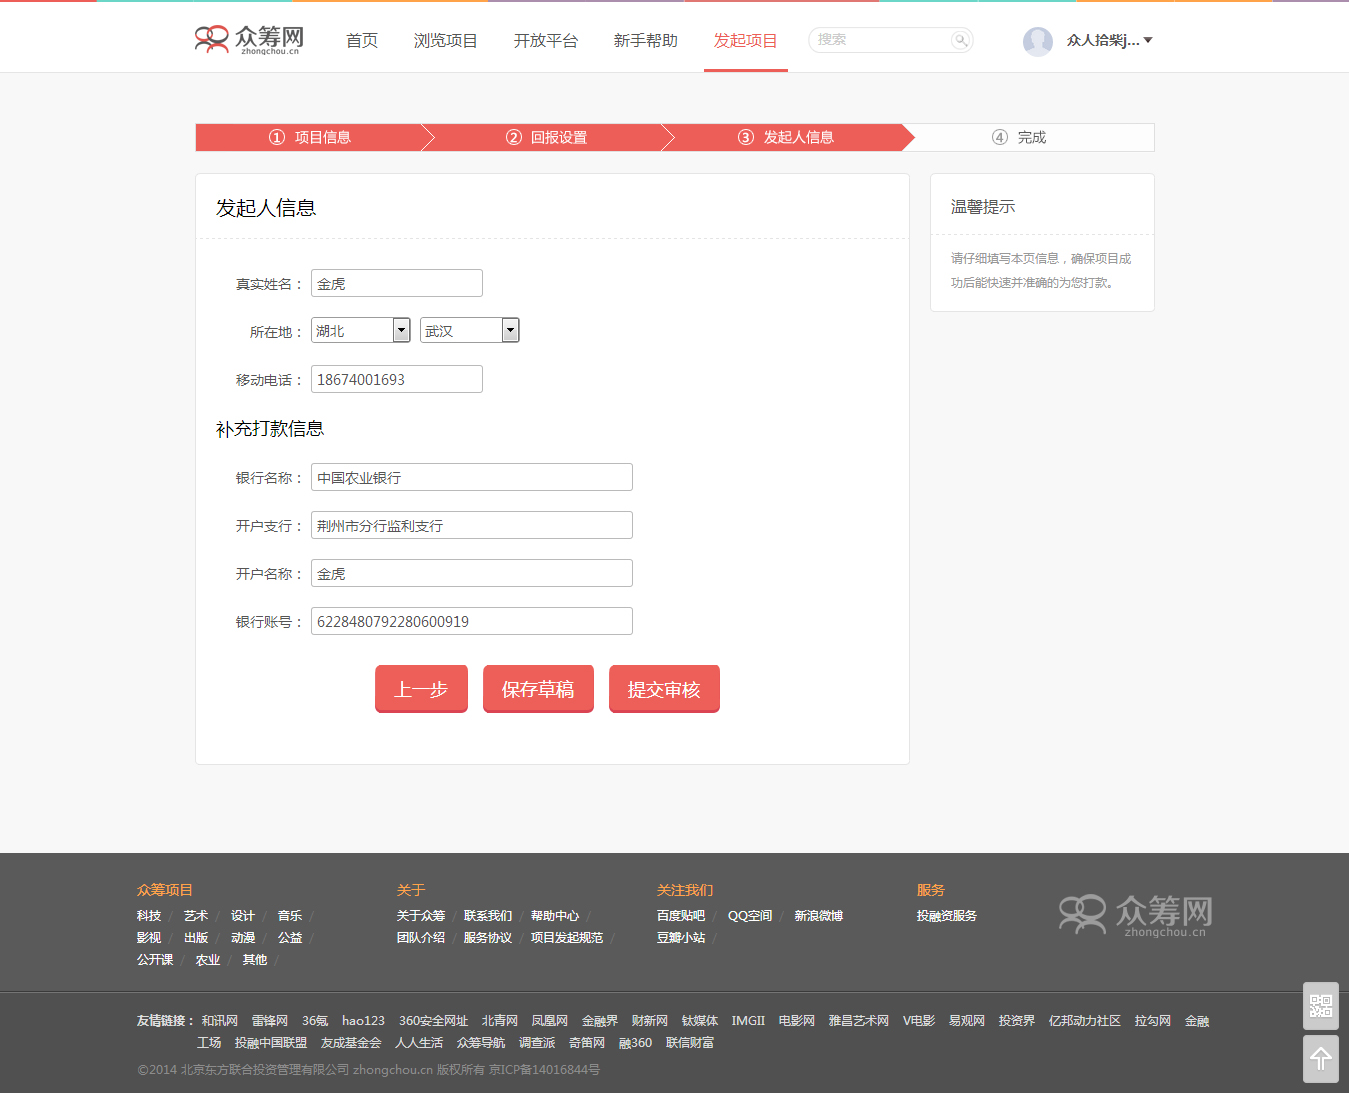 众筹网
zhongchou.cn
首页 浏览项目 开放平台 新手帮助 发起项目 搜索 众人拾柴j...
① 项目信息 ② 回报设置 ③ 发起人信息 ④ 完成
发起人信息
真实姓名： 金虎
所在地： 湖北 武汉
移动电话： 18674001693
补充打款信息
银行名称： 中国农业银行
开户支行： 荆州市分行监利支行
开户名称： 金虎
银行账号： 6228480792280600919
上一步 保存草稿 提交审核
温馨提示
请仔细填写本页信息，确保项目成
功后能快速并准确的为您打款。
众筹项目
科技 / 艺术 / 设计 / 音乐 /
影视 / 出版 / 动漫 / 公益 /
公开课 / 农业 / 其他 /
关于
关于众筹 / 联系我们 / 帮助中心 /
团队介绍 / 服务协议 / 项目发起规范 /
关注我们
百度贴吧 / QQ空间 / 新浪微博
豆瓣小站 /
服务
投融资服务
众筹网
zhongchou.cn
友情链接： 和讯网 雷锋网 36氪 hao123 360安全网址 北青网 凤凰网 金融界 财新网 钛媒体 IMGII 电影网 雅昌艺术网 V电影 易观网 投资界 亿邦动力社区 拉勾网 金融
工场 投融中国联盟 友成基金会 人人生活 众筹导航 调查派 奇笛网 融360 联信财富
©2014 北京东方联合投资管理有限公司 zhongchou.cn 版权所有 京ICP备14016844号